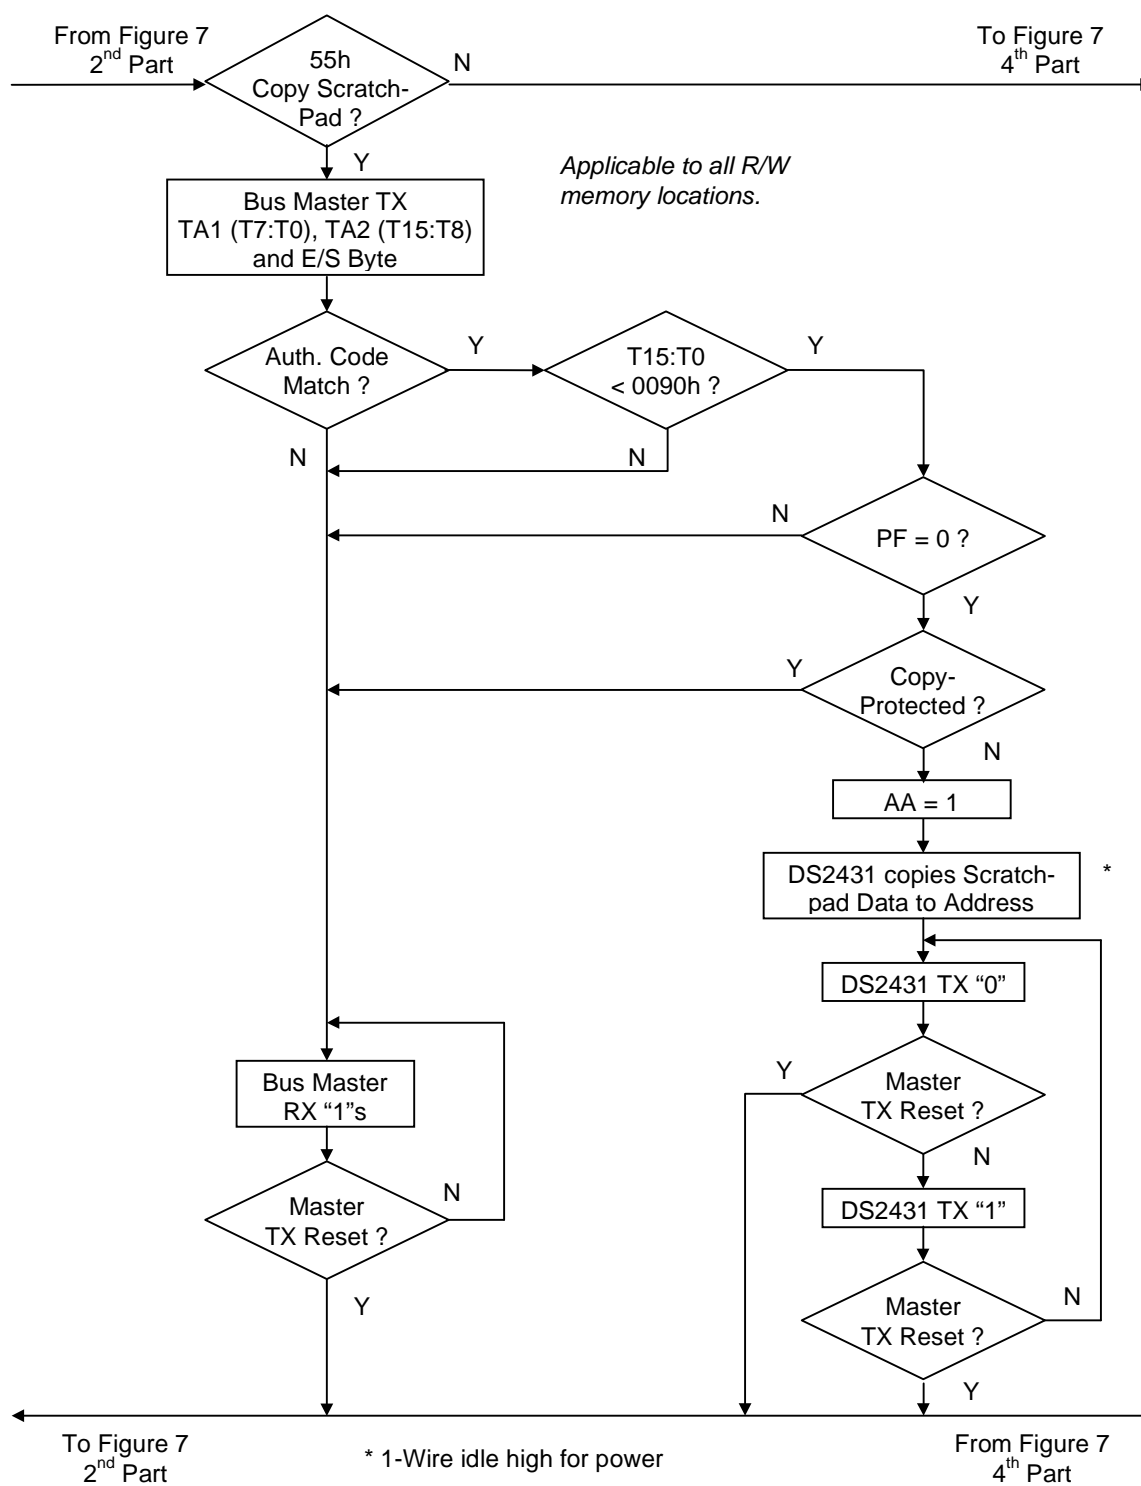 From Figure 7
2nd Part
55h
Copy Scratch-
Pad ?
N
To Figure 7
4th Part
Y
Applicable to all R/W
memory locations.
Bus Master TX
TA1 (T7:T0), TA2 (T15:T8)
and E/S Byte
Auth. Code
Match ?
Y
T15:T0
< 0090h ?
Y
N
N
N
PF = 0 ?
Y
Y
Copy-
Protected ?
N
AA = 1
DS2431 copies Scratch-
pad Data to Address
*
DS2431 TX “0”
Y
Master
TX Reset ?
N
Bus Master
RX “1”s
DS2431 TX “1”
Master
TX Reset ?
N
Y
Master
TX Reset ?
N
Y
To Figure 7
2nd Part
* 1-Wire idle high for power
From Figure 7
4th Part